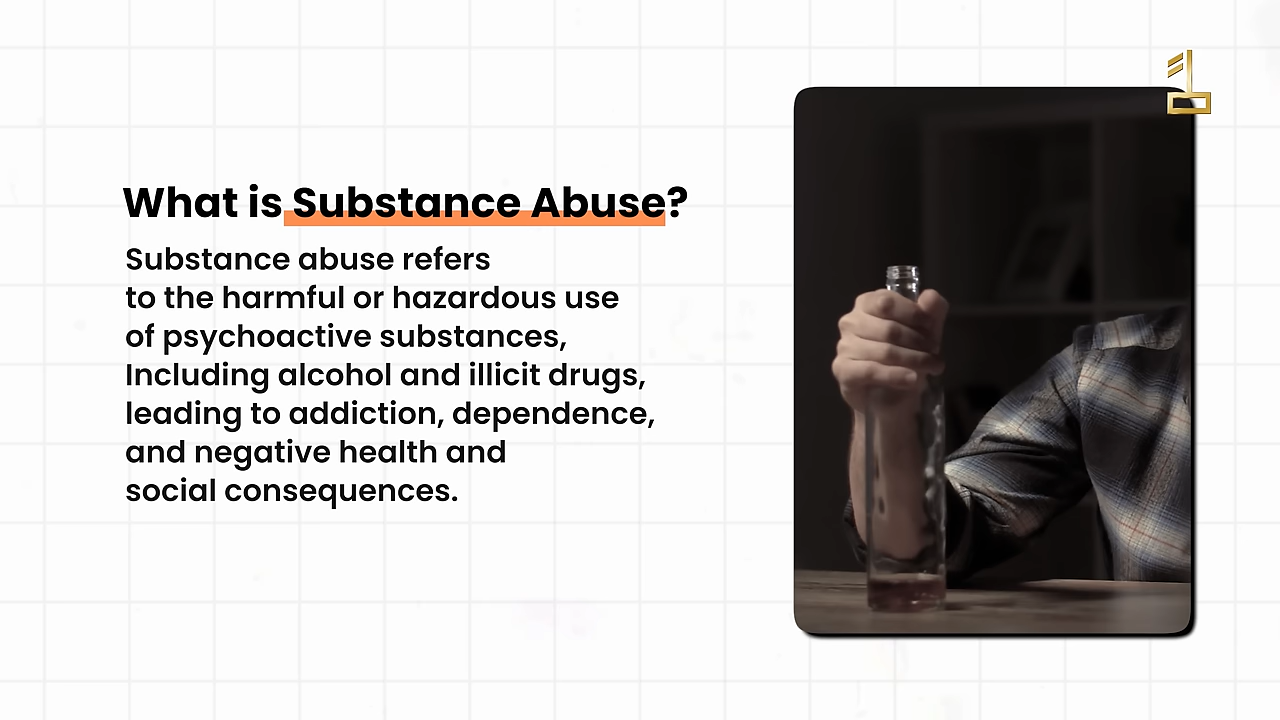 What is Substance Abuse?
Substance abuse refers
to the harmful or hazardous use
of psychoactive substances,
Including alcohol and illicit drugs,
leading to addiction, dependence,
and negative health and
social consequences.